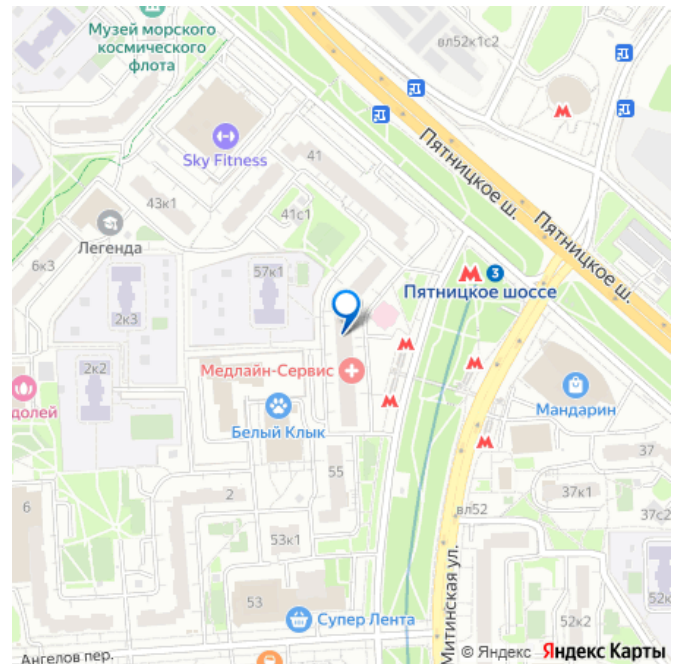 Музей морского
космического
флота
вл52к1с2
Sky Fitness
41
Пятницкое ш.
Пятницкое ш.
43к1
41с1
Легенда
6к3
57к1
3
Пятницкое шоссе
2к3
2к2
Медлайн-Сервис
долей
Мандарин
Белый Клык
37
55
2
37к1
6
вл52
37с2
53к1
52к
53
Супер Лента
52к2
Митинская ул.
Ангелов пер.
© Яндекс Яндекс Карты